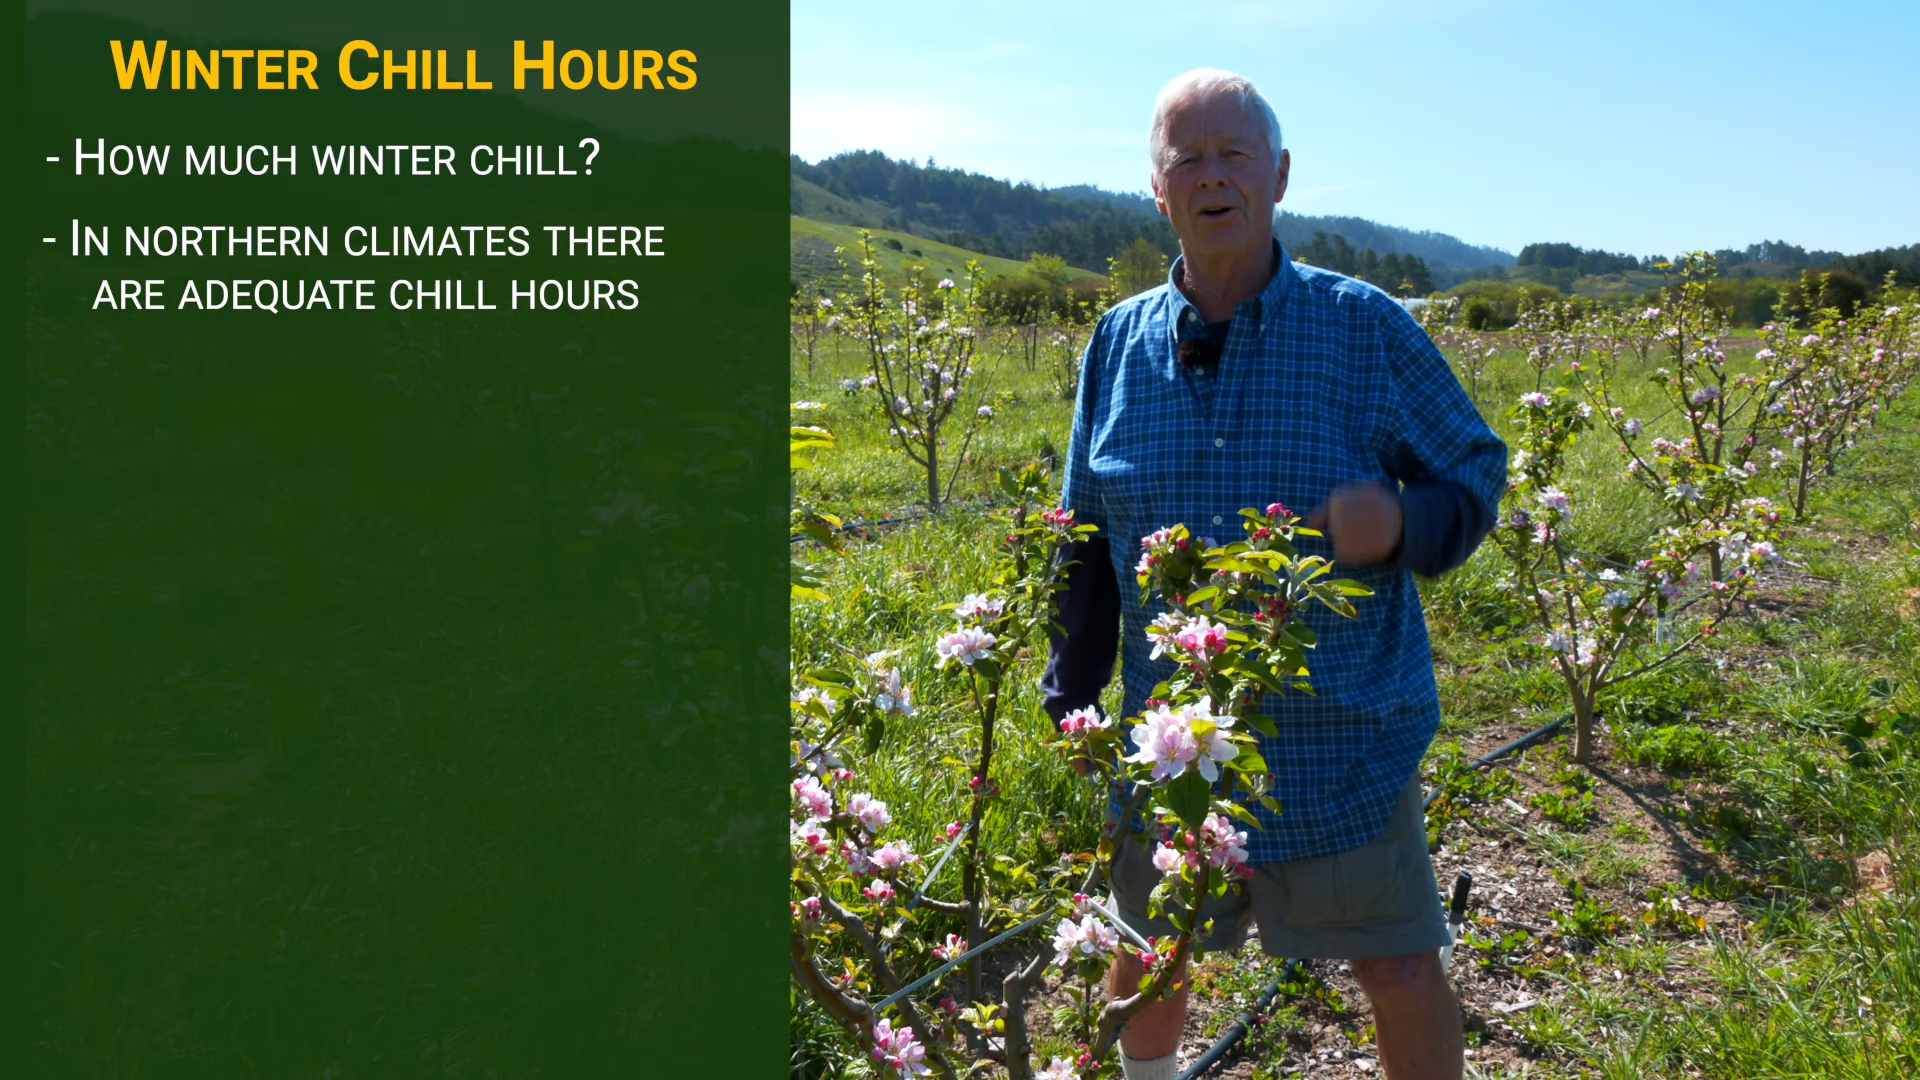 Winter Chill Hours
- How much winter chill?
- In northern climates there
are adequate chill hours